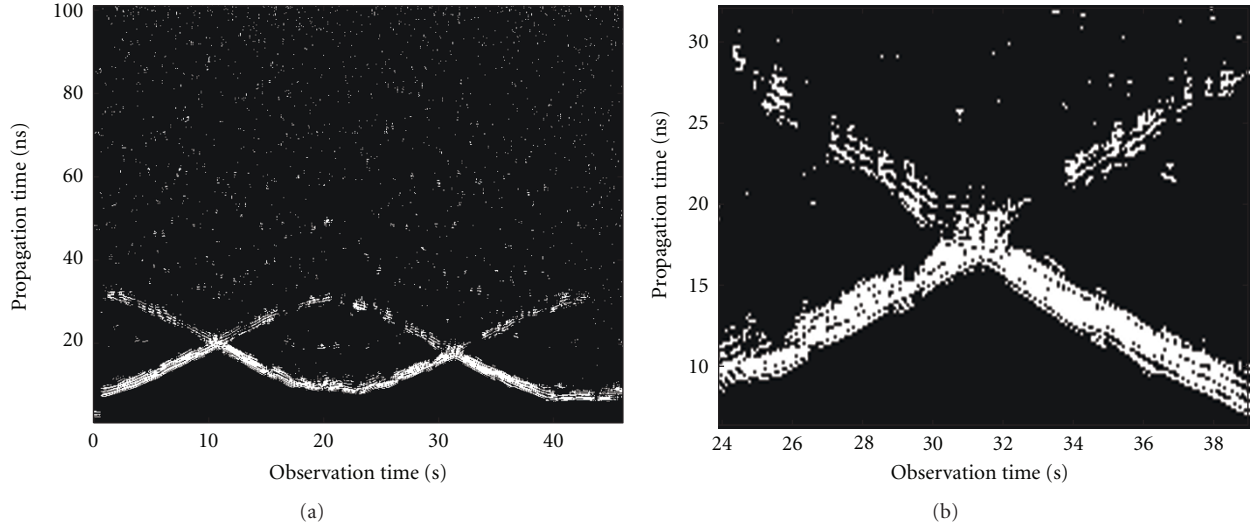 100
80
60
40
20
Propagation time (ns)
0 10 20 30 40
Observation time (s)
(a)
30
25
20
15
10
Propagation time (ns)
24 26 28 30 32 34 36 38
Observation time (s)
(b)